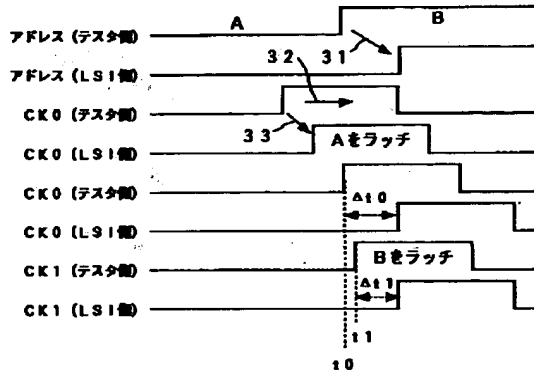 A B
アドレス(テスタ側)
31
アドレス(LSI側)
32
CK0(テスタ側)
33
CK0(LSI側) Aをラッチ
CK0(テスタ側)
Δt0
CK0(LSI側)
CK1(テスタ側) Bをラッチ
Δt1
CK1(LSI側)
t1
t0